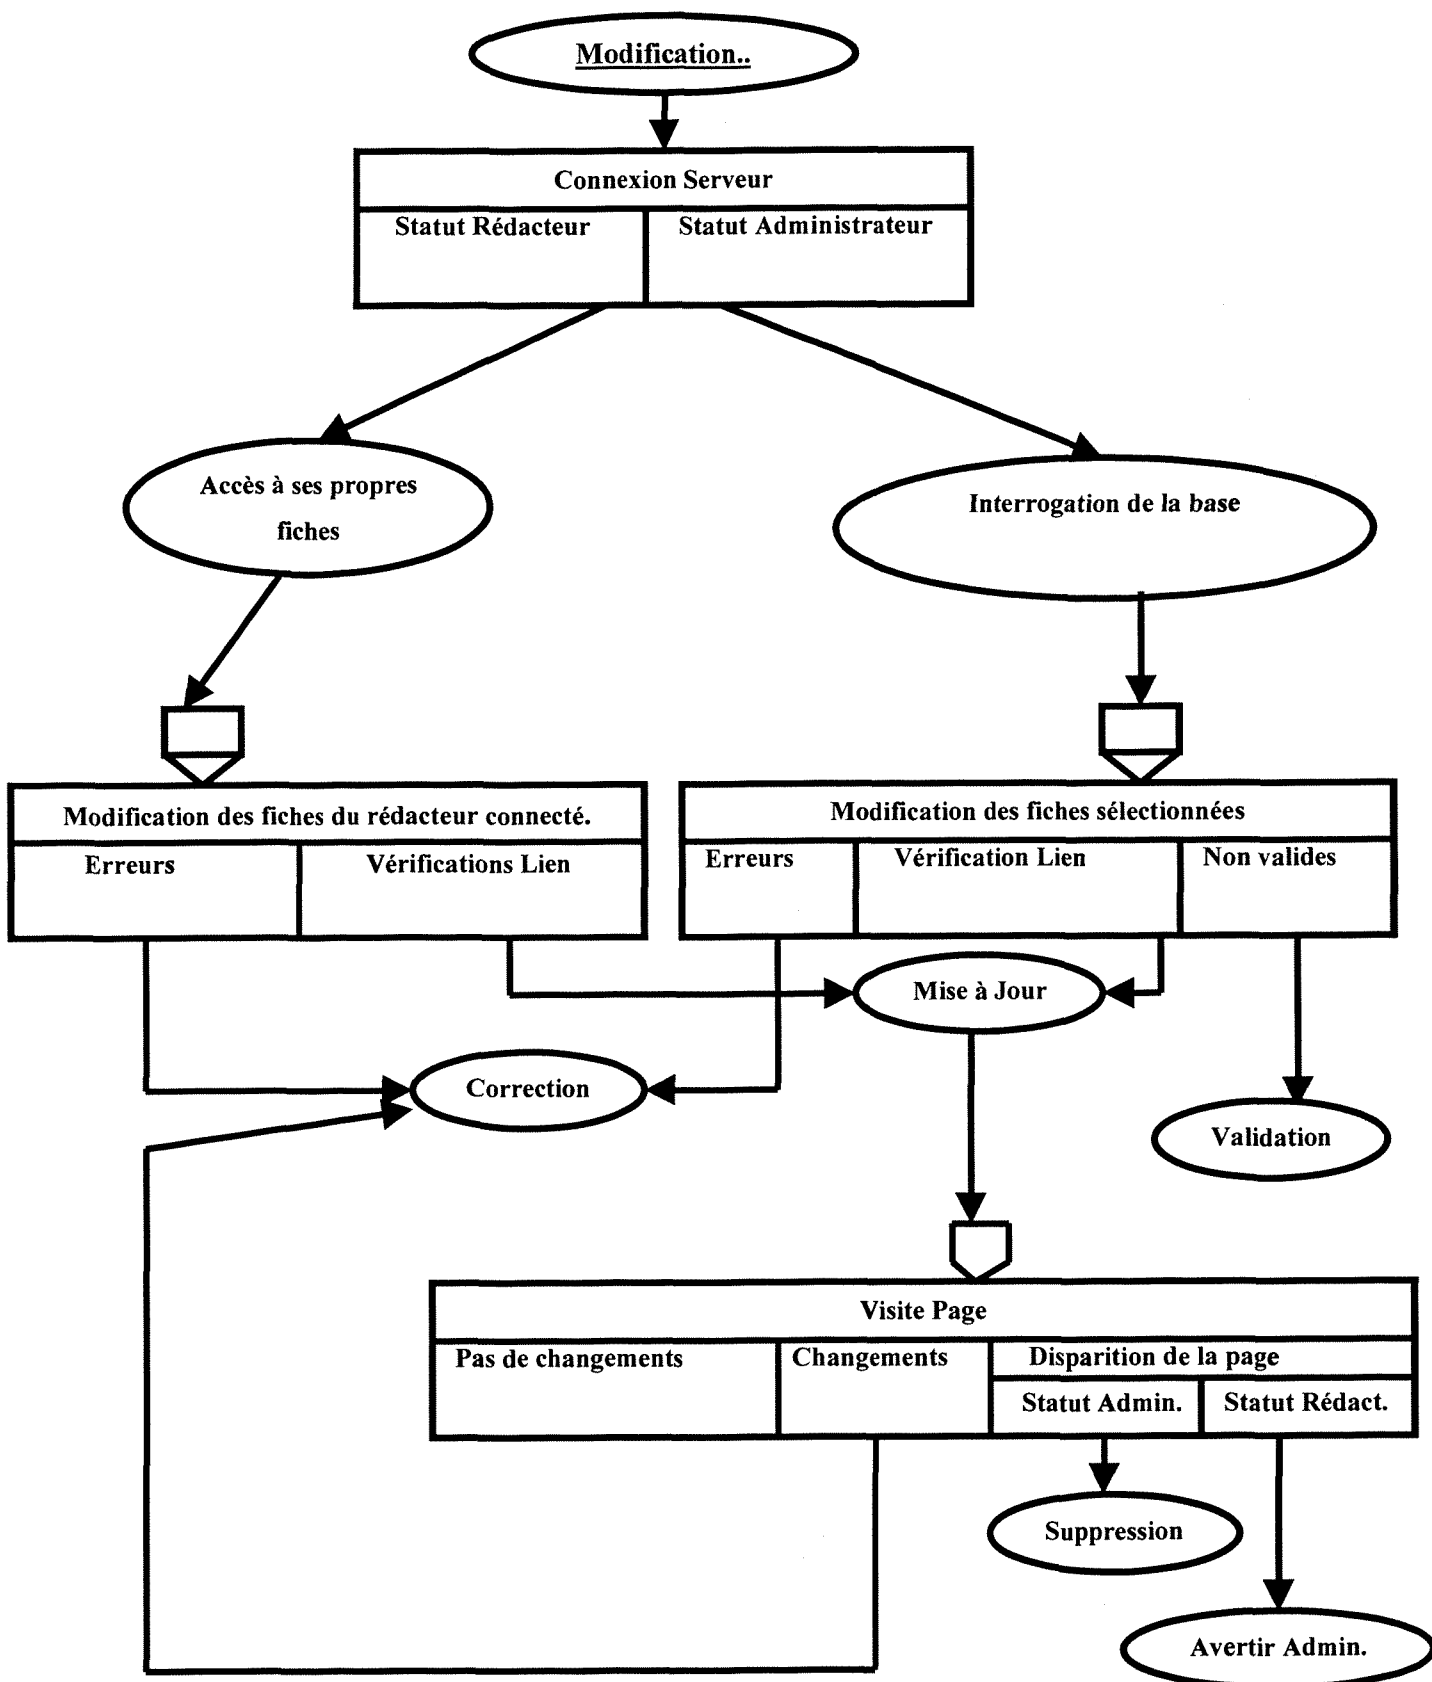 Modification..
Connexion Serveur
Statut Rédacteur
Statut Administrateur
Accès à ses propres
fiches
Interrogation de la base
Modification des fiches du rédacteur connecté.
Erreurs
Vérifications Lien
Modification des fiches sélectionnées
Erreurs
Vérification Lien
Non valides
Mise à Jour
Correction
Validation
Visite Page
Pas de changements
Changements
Disparition de la page
Statut Admin.
Statut Rédact.
Suppression
Avertir Admin.